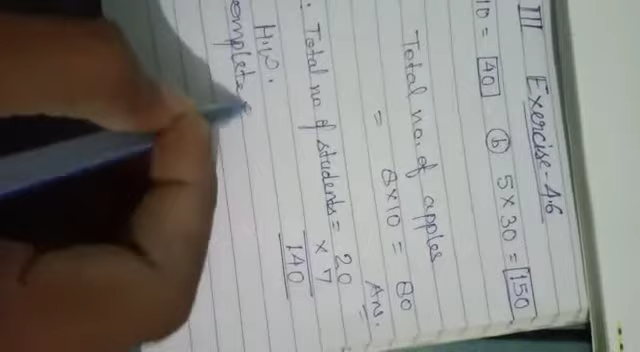 III Exercise-4.6
10 = 40 (b) 5 × 30 = 150
Total no. of apples
= 8×10 = 80 Ans.
: Total no of students = 20
× 7
140
H.W.
omplete